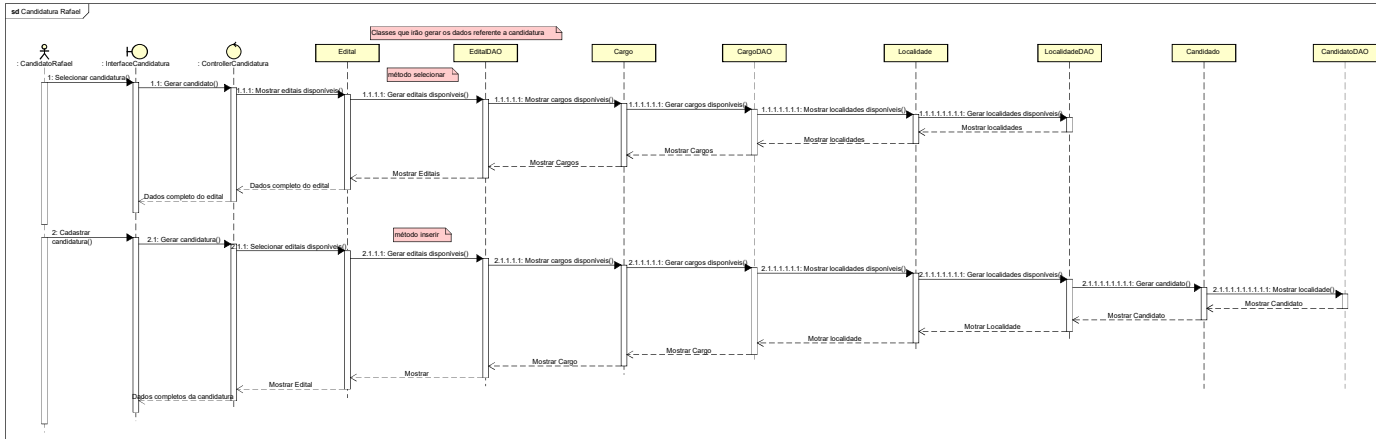 sd Candidatura Rafael
Classes que irão gerar os dados referente a candidatura
: CandidatoRafael
: InterfaceCandidatura
: ControllerCandidatura
Edital
EditalDAO
Cargo
CargoDAO
Localidade
LocalidadeDAO
Candidado
CandidatoDAO
método selecionar
1: Selecionar candidatura()
1.1: Gerar candidato()
1.1.1: Mostrar editais disponíveis()
1.1.1.1: Gerar editais disponíveis()
1.1.1.1.1: Mostrar cargos disponíveis()
1.1.1.1.1.1: Gerar cargos disponíveis()
1.1.1.1.1.1.1: Mostrar localidades disponíveis()
1.1.1.1.1.1.1.1: Gerar localidades disponíveis()
Mostrar localidades
Mostrar localidades
Mostrar Cargos
Mostrar Cargos
Mostrar Editais
Dados completo do edital
Dados completo do edital
método inserir
2: Cadastrar
candidatura()
2.1: Gerar candidatura()
2.1.1: Selecionar editais disponíveis()
2.1.1.1: Gerar editais disponíveis()
2.1.1.1.1: Mostrar cargos disponíveis()
2.1.1.1.1.1: Gerar cargos disponíveis()
2.1.1.1.1.1.1: Mostrar localidades disponíveis()
2.1.1.1.1.1.1.1: Gerar localidades disponíveis()
2.1.1.1.1.1.1.1.1: Gerar candidato()
2.1.1.1.1.1.1.1.1.1: Mostrar localidade()
Mostrar Candidato
Mostrar Candidato
Motrar Localidade
Motrar localidade
Mostrar Cargo
Mostrar Cargo
Mostrar
Mostrar Edital
Dados completos da candidatura